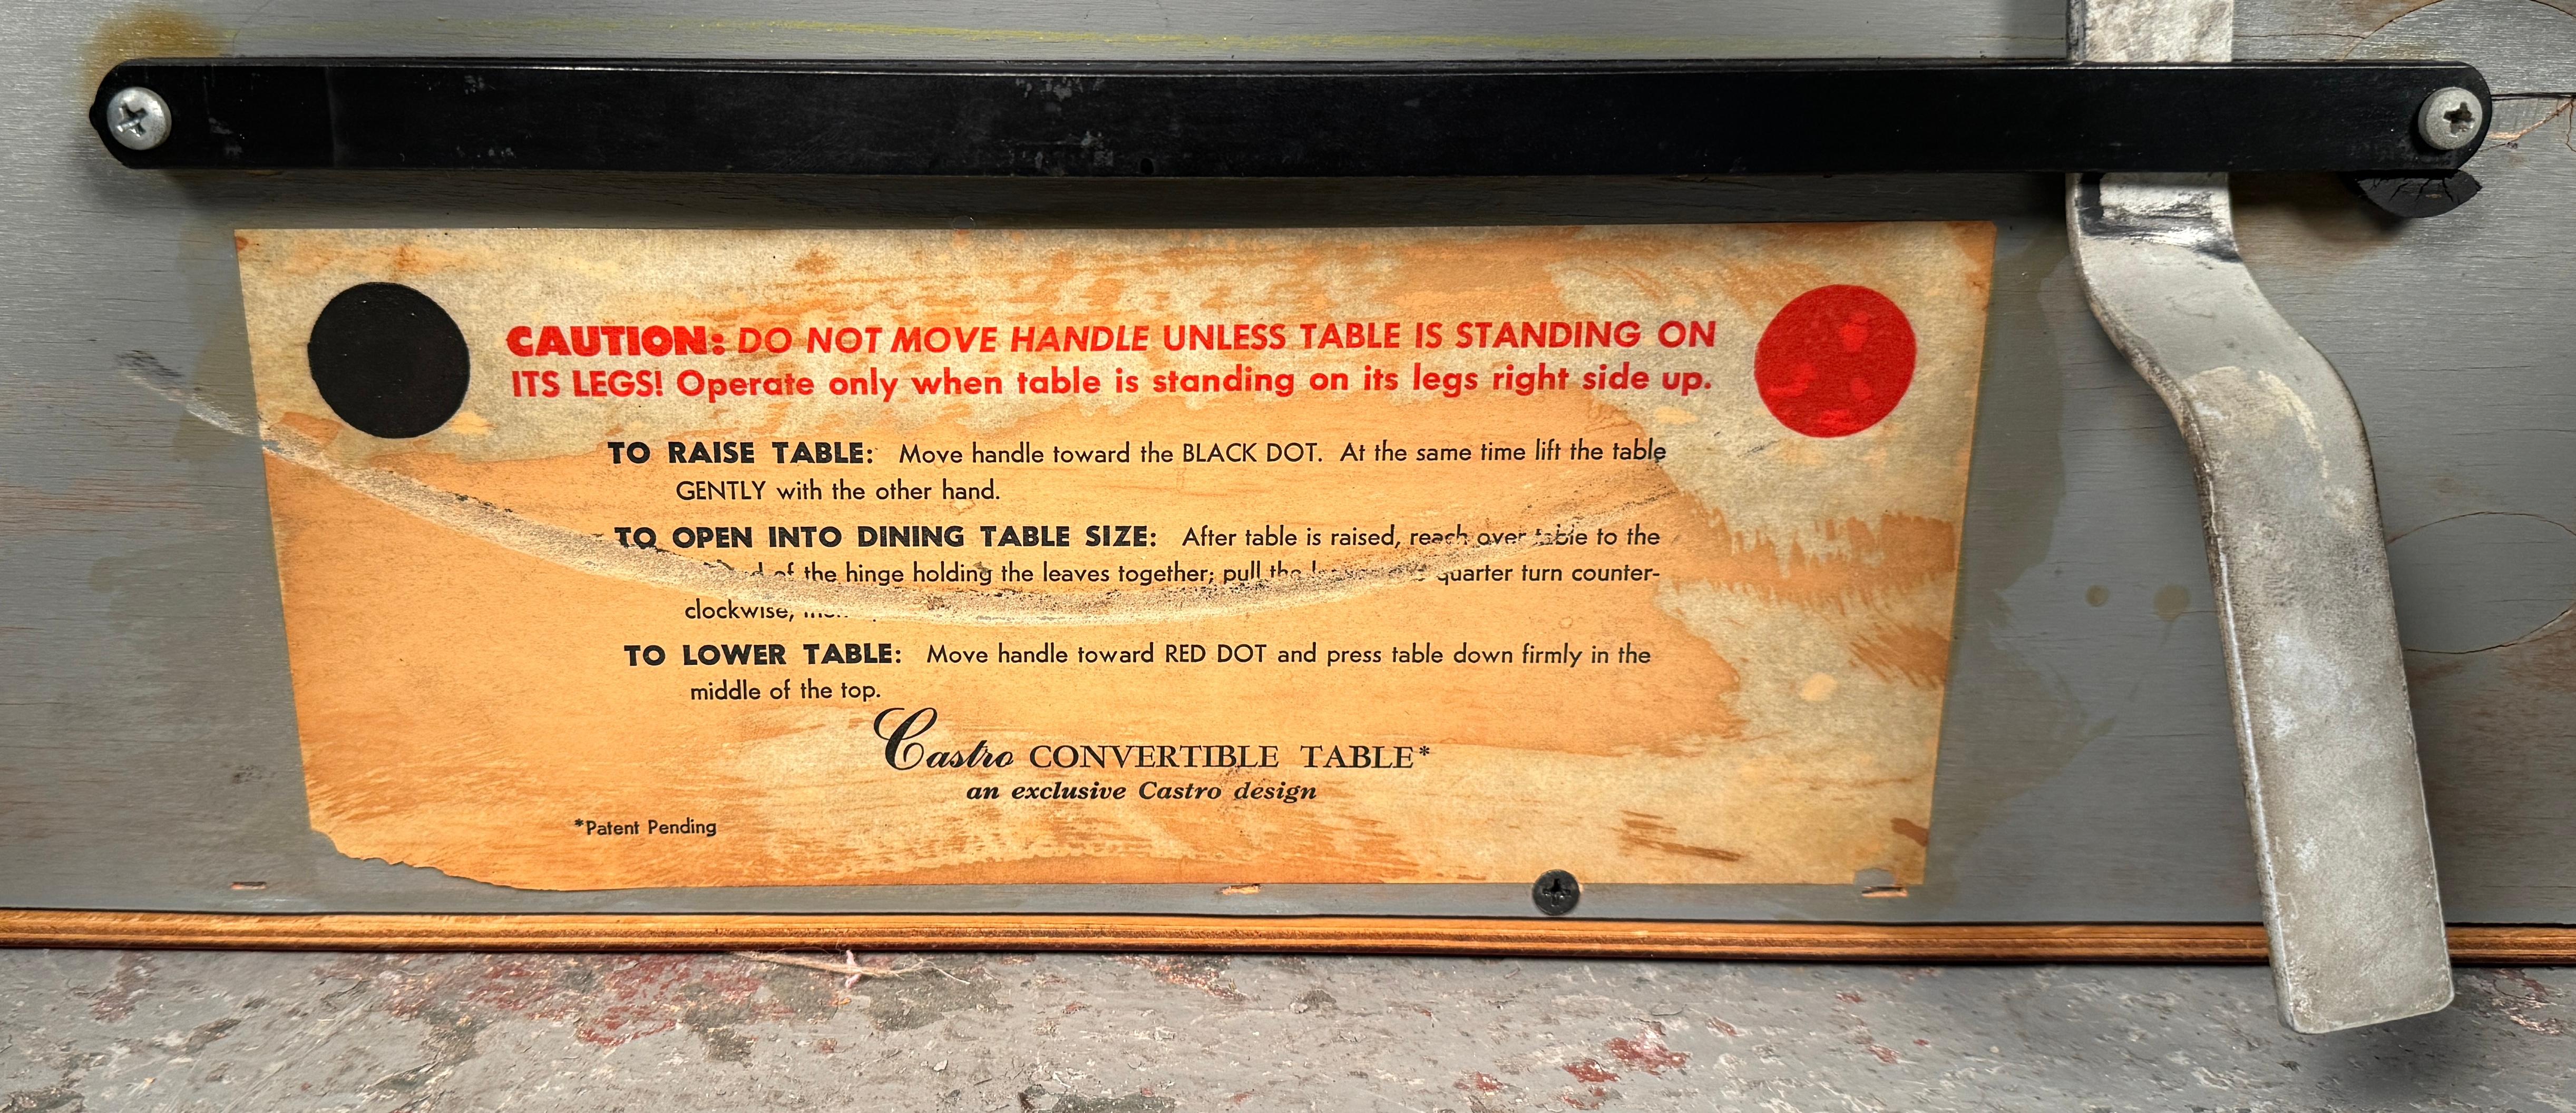 CAUTION: DO NOT MOVE HANDLE UNLESS TABLE IS STANDING ON
ITS LEGS! Operate only when table is standing on its legs right side up.
TO RAISE TABLE: Move handle toward the BLACK DOT. At the same time lift the table
GENTLY with the other hand.
TO OPEN INTO DINING TABLE SIZE: After table is raised, reach over table to the
of the hinge holding the leaves together; pull the quarter turn counter-
clockwise,
TO LOWER TABLE: Move handle toward RED DOT and press table down firmly in the
middle of the top.
Castro CONVERTIBLE TABLE*
an exclusive Castro design
*Patent Pending